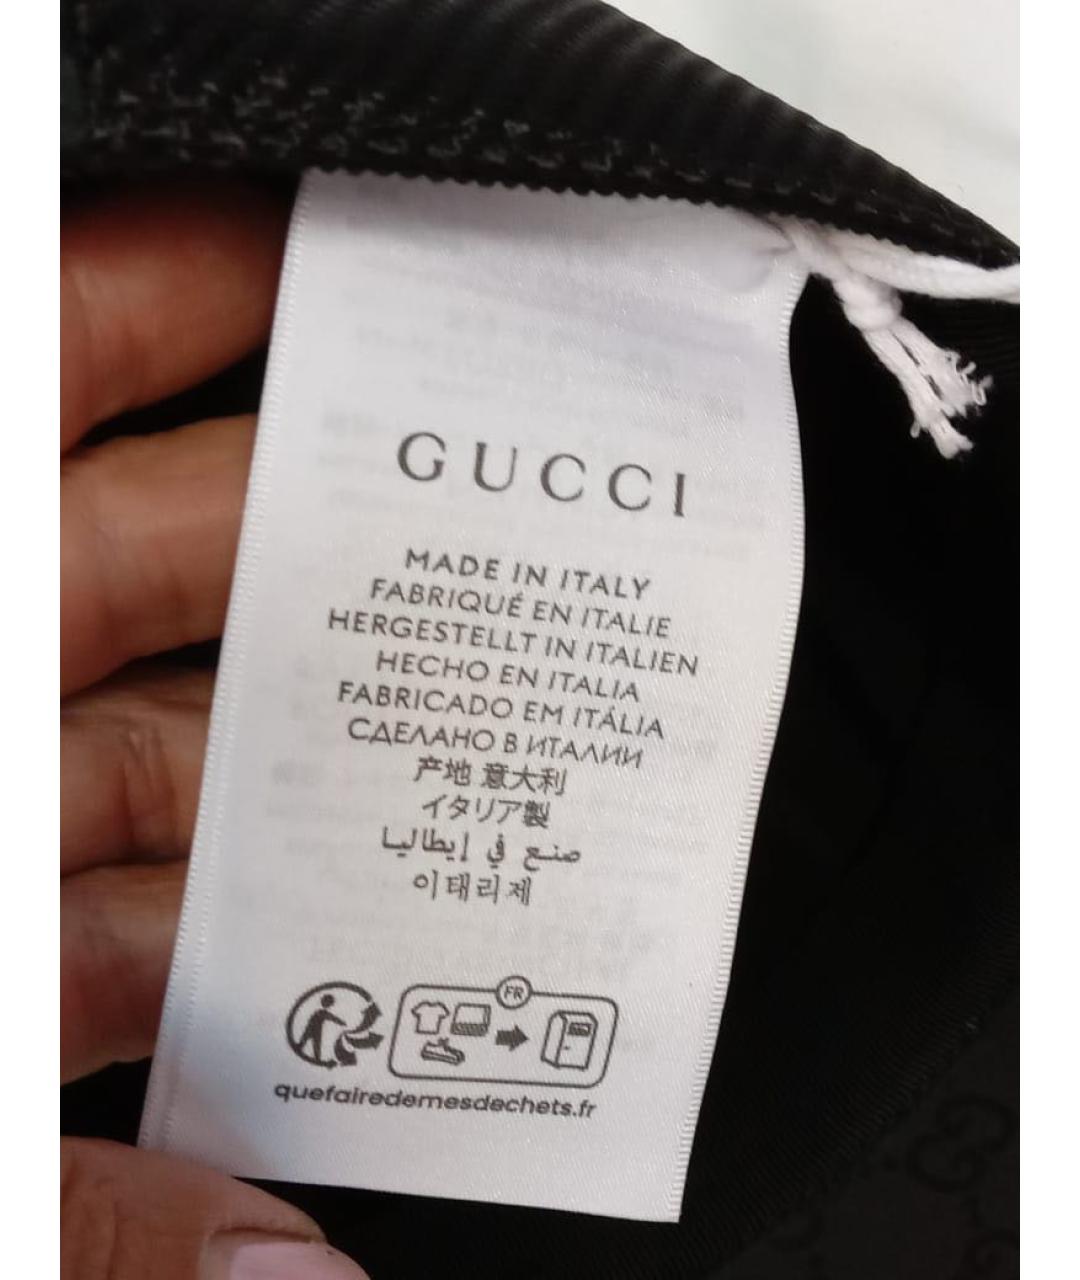 GUCCI
MADE IN ITALY
FABRIQUÉ EN ITALIE
HERGESTELLT IN ITALIEN
HECHO EN ITALIA
FABRICADO EM ITÁLIA
СДЕЛАНО В ИТАЛИИ
产地 意大利
イタリア製
صنع في إيطاليا
이태리제
FR
quefairedemesdechets.fr